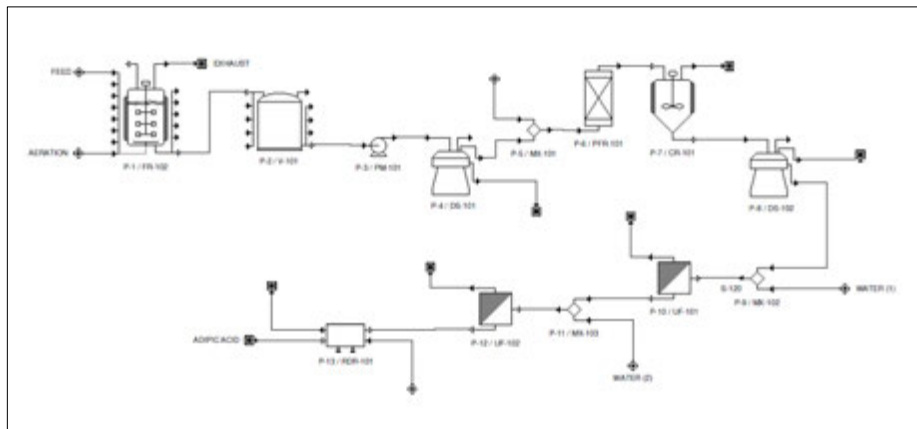 FEED
EXHAUST
AERATION
P-1 / FR-102
P-2 / V-101
P-3 / PM-101
P-4 / DS-101
P-5 / MX-101
P-6 / PFR-101
P-7 / CR-101
P-8 / DS-102
S-120
P-9 / MX-102
WATER (1)
P-10 / UF-101
P-11 / MX-103
WATER (2)
P-12 / UF-102
ADIPIC ACID
P-13 / RDR-101